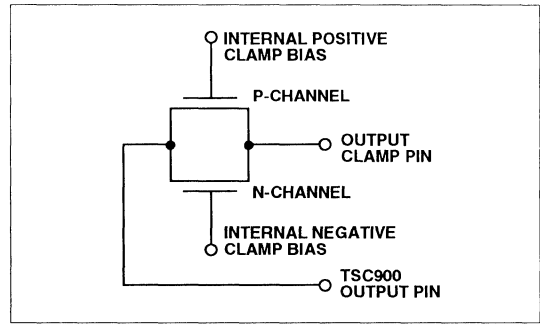 INTERNAL POSITIVE
CLAMP BIAS
P-CHANNEL
OUTPUT
CLAMP PIN
N-CHANNEL
INTERNAL NEGATIVE
CLAMP BIAS
TSC900
OUTPUT PIN